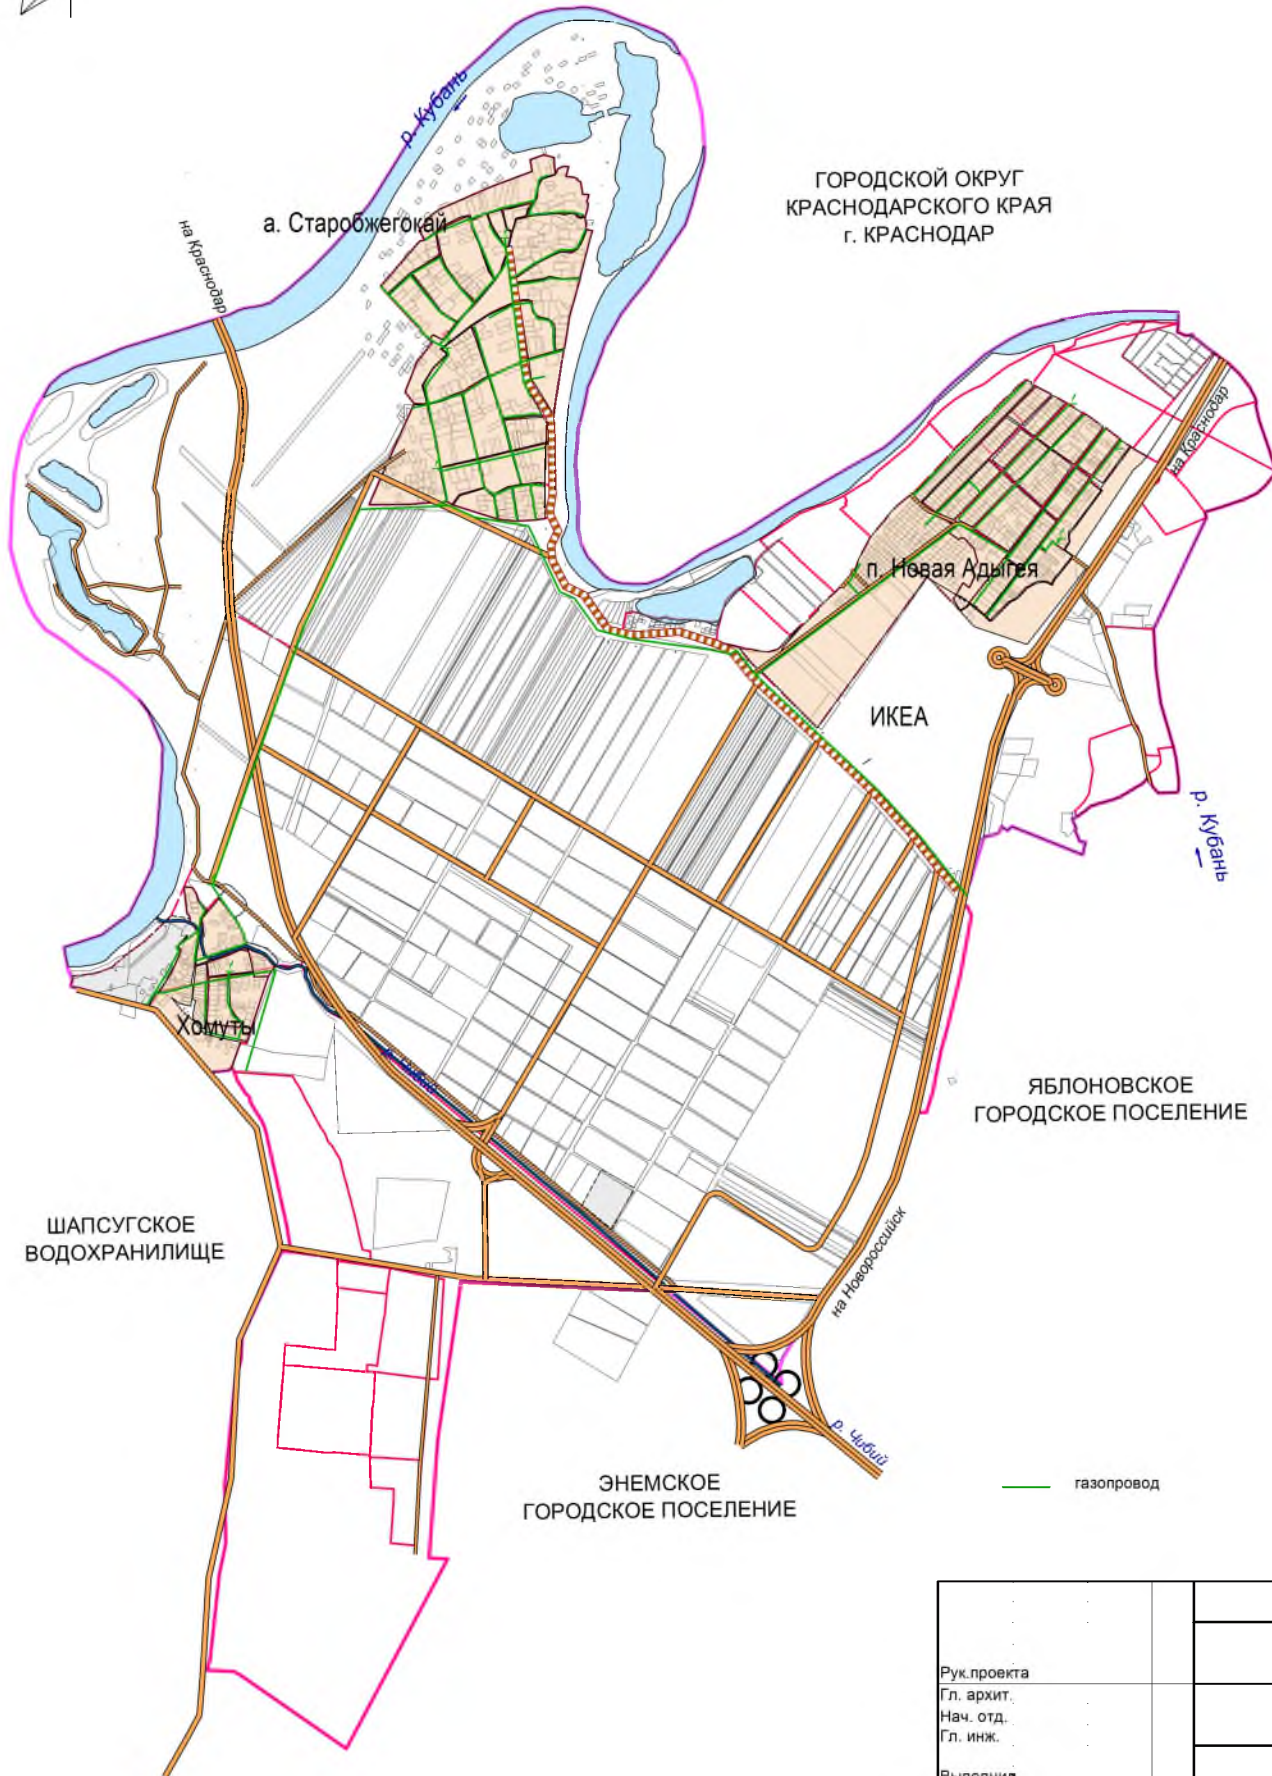 р. Кубань
ГОРОДСКОЙ ОКРУГ
КРАСНОДАРСКОГО КРАЯ
г. КРАСНОДАР
а. Старобжегокай
на Краснодар
на Краснодар
п. Новая Адыгея
ИКЕА
р. Кубань
Хомуты
р. Чибий
ЯБЛОНОВСКОЕ
ГОРОДСКОЕ ПОСЕЛЕНИЕ
ШАПСУГСКОЕ
ВОДОХРАНИЛИЩЕ
на Новороссийск
р. Чибий
ЭНЕМСКОЕ
ГОРОДСКОЕ ПОСЕЛЕНИЕ
газопровод
Рук.проекта
Гл. архит.
Нач. отд.
Гл. инж.